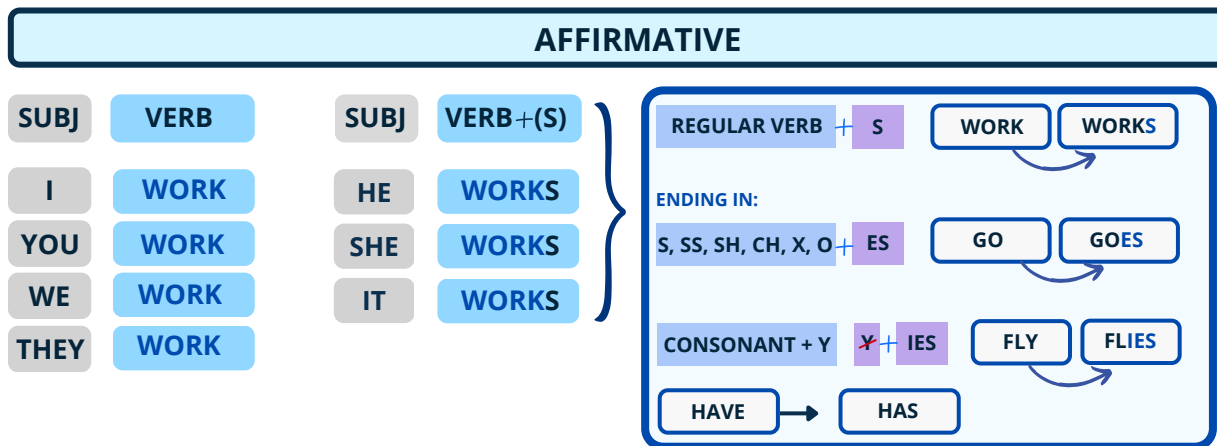 AFFIRMATIVE
SUBJ VERB
I WORK
YOU WORK
WE WORK
THEY WORK
SUBJ VERB+(S)
HE WORKS
SHE WORKS
IT WORKS
REGULAR VERB + S WORK WORKS
ENDING IN:
S, SS, SH, CH, X, O + ES GO GOES
CONSONANT + Y Y + IES FLY FLIES
HAVE HAS